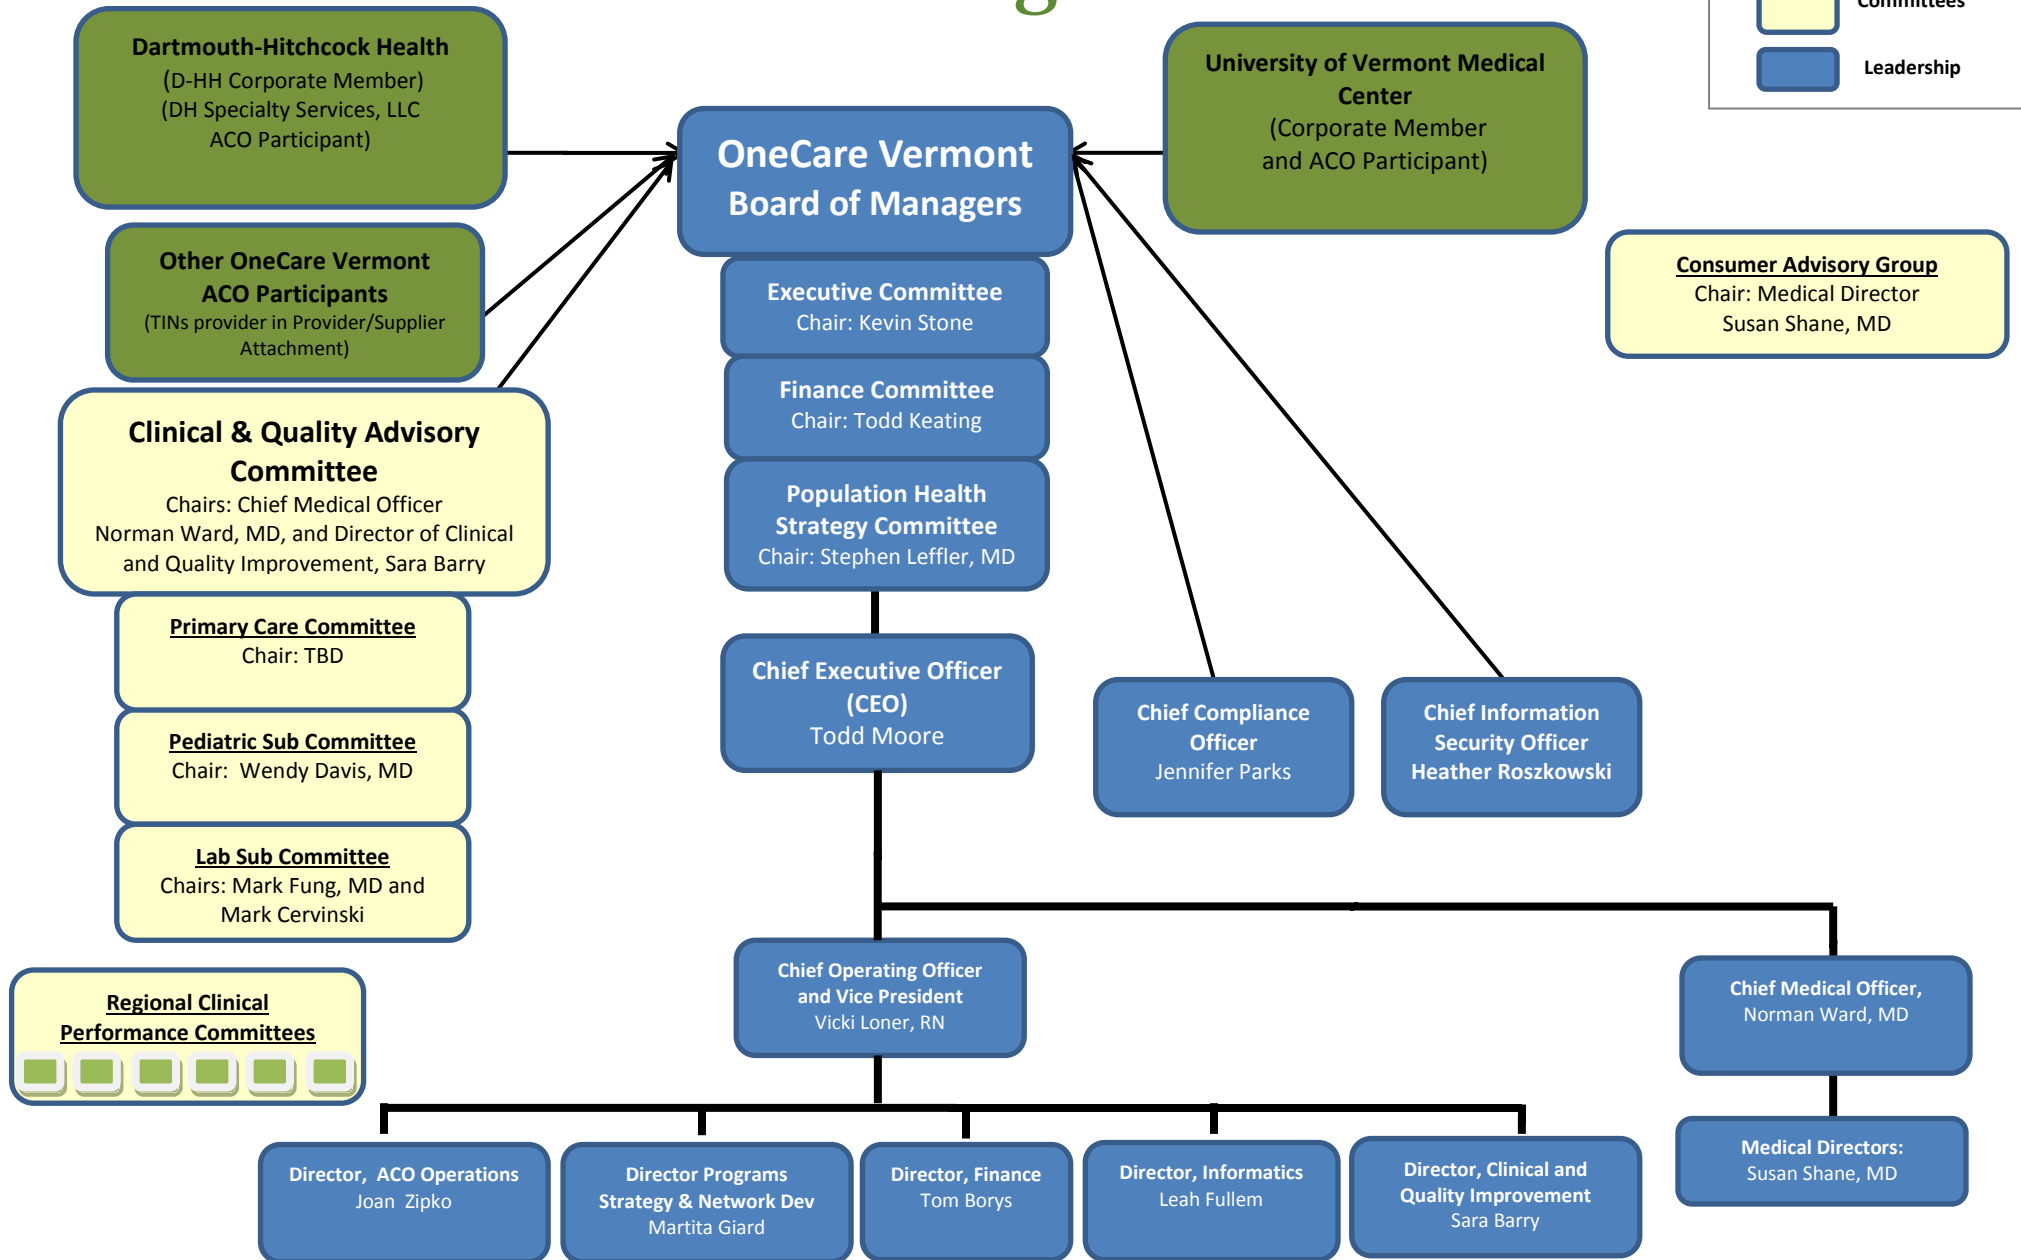 g
Committees
Leadership
Dartmouth-Hitchcock Health
(D-HH Corporate Member)
(DH Specialty Services, LLC
ACO Participant)
University of Vermont Medical
Center
(Corporate Member
and ACO Participant)
OneCare Vermont
Board of Managers
Other OneCare Vermont
ACO Participants
(TINs provider in Provider/Supplier
Attachment)
Consumer Advisory Group
Chair: Medical Director
Susan Shane, MD
Executive Committee
Chair: Kevin Stone
Finance Committee
Chair: Todd Keating
Population Health
Strategy Committee
Chair: Stephen Leffler, MD
Clinical & Quality Advisory
Committee
Chairs: Chief Medical Officer
Norman Ward, MD, and Director of Clinical
and Quality Improvement, Sara Barry
Primary Care Committee
Chair: TBD
Pediatric Sub Committee
Chair:  Wendy Davis, MD
Lab Sub Committee
Chairs: Mark Fung, MD and
Mark Cervinski
Regional Clinical
Performance Committees
Chief Executive Officer
(CEO)
Todd Moore
Chief Compliance
Officer
Jennifer Parks
Chief Information
Security Officer
Heather Roszkowski
Chief Operating Officer
and Vice President
Vicki Loner, RN
Chief Medical Officer,
Norman Ward, MD
Medical Directors:
Susan Shane, MD
Director,  ACO Operations
Joan  Zipko
Director Programs
Strategy & Network Dev
Martita Giard
Director, Finance
Tom Borys
Director, Informatics
Leah Fullem
Director, Clinical and
Quality Improvement
Sara Barry